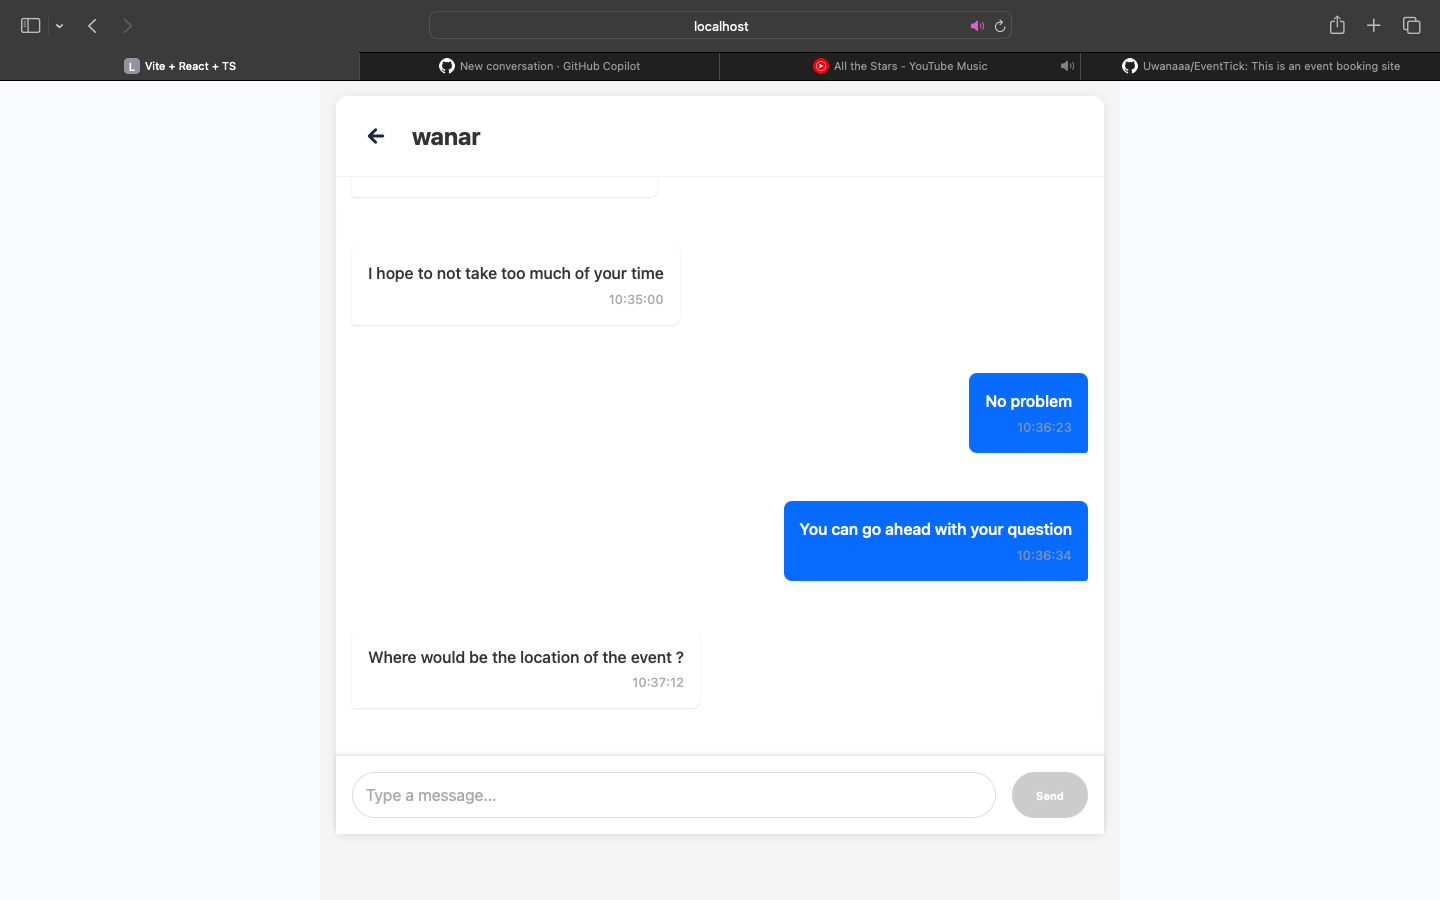 localhost
L Vite + React + TS
New conversation · GitHub Copilot
All the Stars - YouTube Music
Uwanaaa/EventTick: This is an event booking site
wanar
I hope to not take too much of your time
10:35:00
No problem
10:36:23
You can go ahead with your question
10:36:34
Where would be the location of the event ?
10:37:12
Type a message...
Send